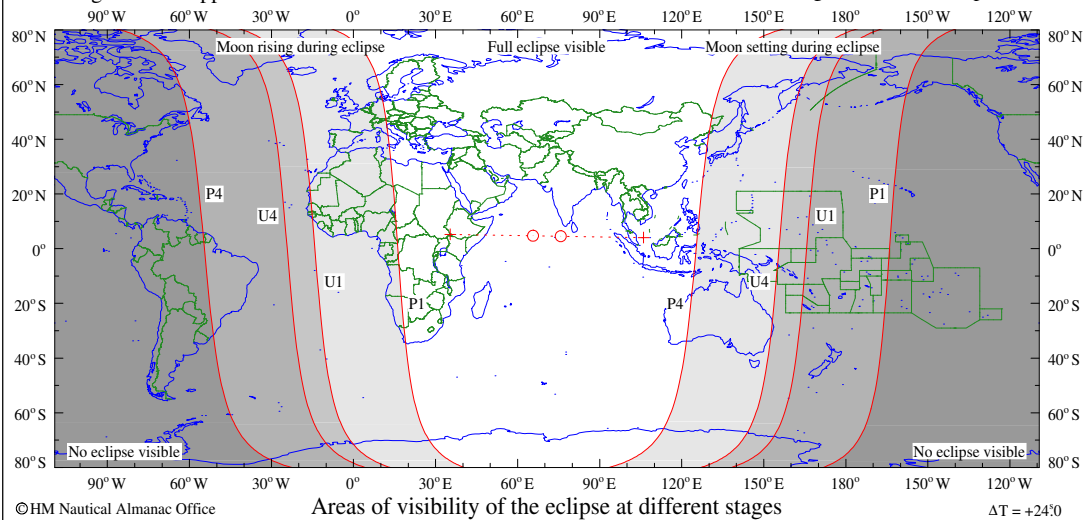 90° W 60° W 30° W 0° 30° E 60° E 90° E 120° E 150° E 180° 150° W 120° W
80° N Moon rising during eclipse Full eclipse visible Moon setting during eclipse 80° N
60° N 60° N
40° N 40° N
20° N P4 U4 U1 P1 20° N
0° 0°
U1 U4
20° S P1 P4 20° S
40° S 40° S
60° S 60° S
No eclipse visible No eclipse visible
80° S 80° S
90° W 60° W 30° W 0° 30° E 60° E 90° E 120° E 150° E 180° 150° W 120° W
©HM Nautical Almanac Office Areas of visibility of the eclipse at different stages ΔT = +24ˢ.0